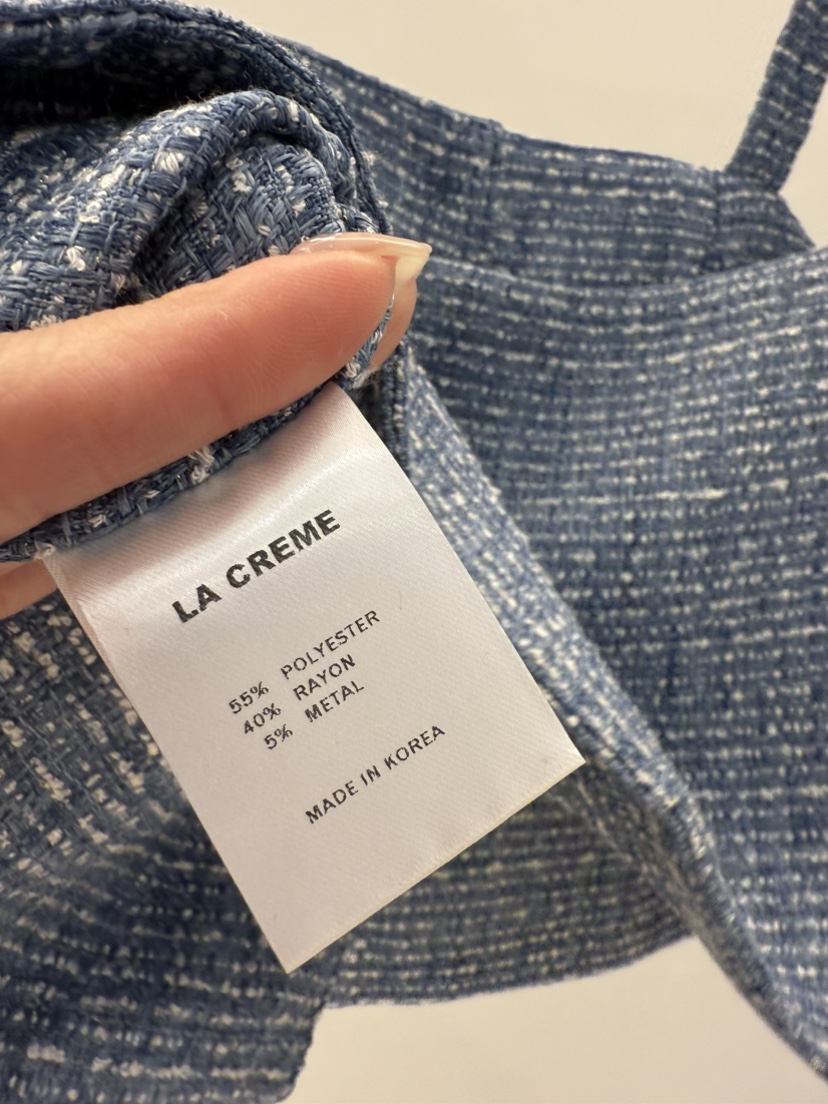 LA CREME
55% POLYESTER
40% RAYON
5% METAL
MADE IN KOREA